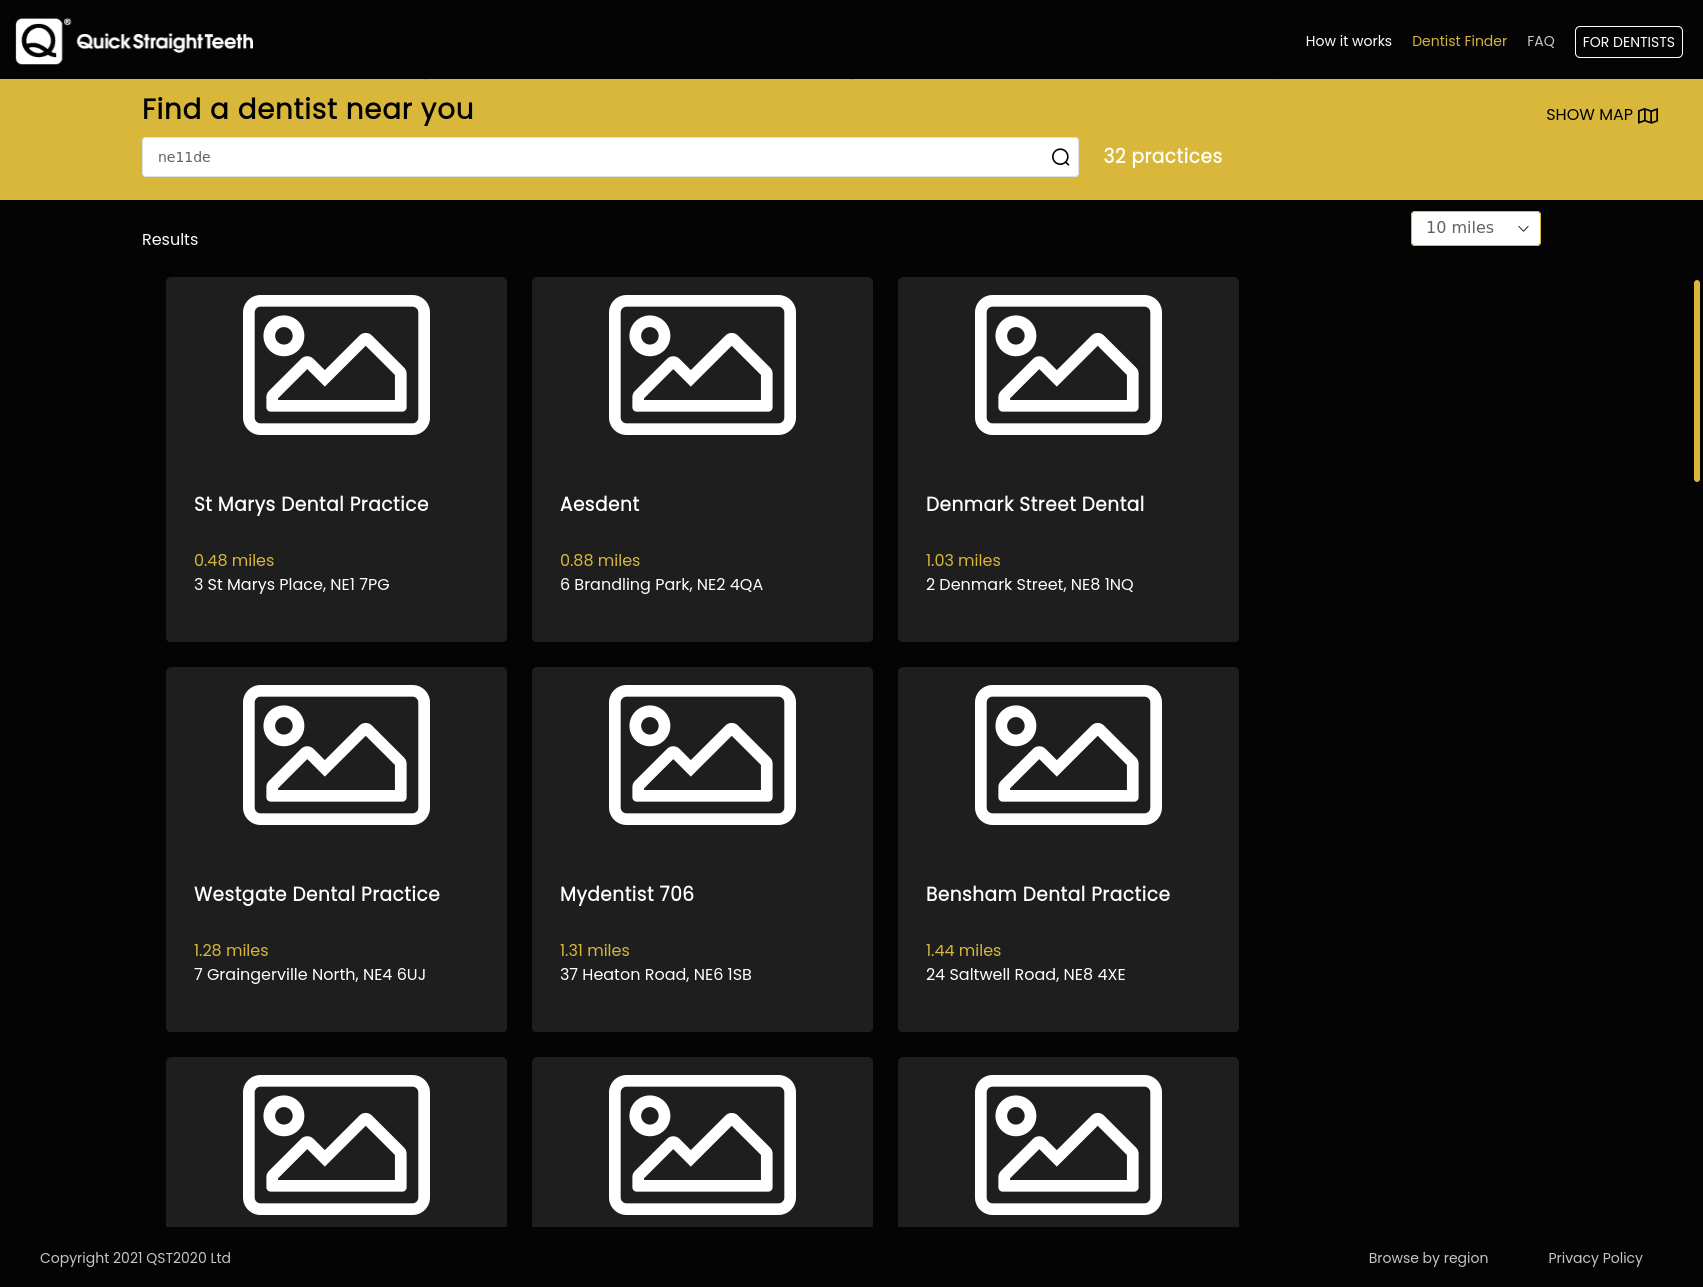 Q® QuickStraightTeeth
How it works Dentist Finder FAQ FOR DENTISTS
Find a dentist near you
SHOW MAP
ne11de
32 practices
Results
10 miles
St Marys Dental Practice
0.48 miles
3 St Marys Place, NE1 7PG
Aesdent
0.88 miles
6 Brandling Park, NE2 4QA
Denmark Street Dental
1.03 miles
2 Denmark Street, NE8 1NQ
Westgate Dental Practice
1.28 miles
7 Graingerville North, NE4 6UJ
Mydentist 706
1.31 miles
37 Heaton Road, NE6 1SB
Bensham Dental Practice
1.44 miles
24 Saltwell Road, NE8 4XE
Copyright 2021 QST2020 Ltd
Browse by region
Privacy Policy